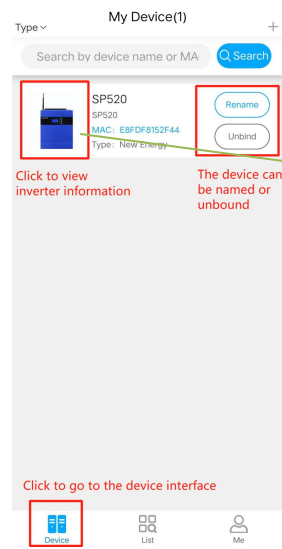 My Device(1)
Type
Search by device name or MA
Search
SP520
SP520
MAC: E8FDF8152F44
Type: New Energy
Rename
Unbind
Click to view
inverter information
The device can
be named or
unbound
Click to go to the device interface
Device
List
Me